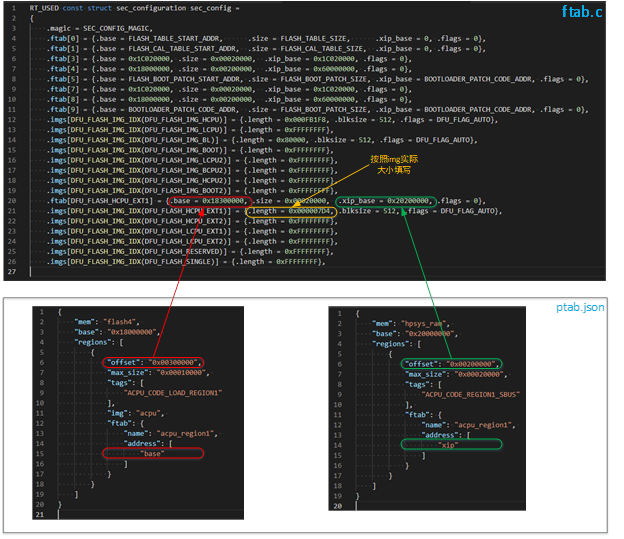 ftab.c
1 RT_USED const struct sec_configuration sec_config =
2 {
3 .magic = SEC_CONFIG_MAGIC,
4 .ftab[0] = {.base = FLASH_TABLE_START_ADDR, .size = FLASH_TABLE_SIZE, .xip_base = 0, .flags = 0},
5 .ftab[1] = {.base = FLASH_CAL_TABLE_START_ADDR, .size = FLASH_CAL_TABLE_SIZE, .xip_base = 0, .flags = 0},
6 .ftab[3] = {.base = 0x1C020000, .size = 0x00020000, .xip_base = 0x1C020000, .flags = 0},
7 .ftab[4] = {.base = 0x18000000, .size = 0x00200000, .xip_base = 0x60000000, .flags = 0},
8 .ftab[5] = {.base = FLASH_BOOT_PATCH_START_ADDR, .size = FLASH_BOOT_PATCH_SIZE, .xip_base = BOOTLOADER_PATCH_CODE_ADDR, .flags = 0},
9 .ftab[7] = {.base = 0x1C020000, .size = 0x00020000, .xip_base = 0x1C020000, .flags = 0},
10 .ftab[8] = {.base = 0x18000000, .size = 0x00200000, .xip_base = 0x60000000, .flags = 0},
11 .ftab[9] = {.base = BOOTLOADER_PATCH_CODE_ADDR, .size = FLASH_BOOT_PATCH_SIZE, .xip_base = BOOTLOADER_PATCH_CODE_ADDR, .flags = 0},
12 .imgs[DFU_FLASH_IMG_IDX(DFU_FLASH_IMG_HCPU)] = {.length = 0x000FB1F8, .blksize = 512, .flags = DFU_FLAG_AUTO},
13 .imgs[DFU_FLASH_IMG_IDX(DFU_FLASH_IMG_LCPU)] = {.length = 0xFFFFFFFF},
14 .imgs[DFU_FLASH_IMG_IDX(DFU_FLASH_IMG_BL)] = {.length = 0x80000, .blksize = 512, .flags = DFU_FLAG_AUTO},
15 .imgs[DFU_FLASH_IMG_IDX(DFU_FLASH_IMG_BOOT)] = {.length = 0xFFFFFFFF},
16 .imgs[DFU_FLASH_IMG_IDX(DFU_FLASH_IMG_LCPU2)] = {.length = 0xFFFFFFFF},
17 .imgs[DFU_FLASH_IMG_IDX(DFU_FLASH_IMG_BCPU2)] = {.length = 0xFFFFFFFF},
18 .imgs[DFU_FLASH_IMG_IDX(DFU_FLASH_IMG_HCPU2)] = {.length = 0xFFFFFFFF},
19 .imgs[DFU_FLASH_IMG_IDX(DFU_FLASH_IMG_BOOT2)] = {.length = 0xFFFFFFFF},
按照img实际
大小填写
20 .ftab[DFU_FLASH_HCPU_EXT1] = {.base = 0x18300000, .size = 0x00020000, .xip_base = 0x20200000, .flags = 0},
21 .imgs[DFU_FLASH_IMG_IDX(DFU_FLASH_HCPU_EXT1)] = {.length = 0x000007D4, .blksize = 512, .flags = DFU_FLAG_AUTO},
22 .imgs[DFU_FLASH_IMG_IDX(DFU_FLASH_HCPU_EXT2)] = {.length = 0xFFFFFFFF},
23 .imgs[DFU_FLASH_IMG_IDX(DFU_FLASH_LCPU_EXT1)] = {.length = 0xFFFFFFFF},
24 .imgs[DFU_FLASH_IMG_IDX(DFU_FLASH_LCPU_EXT2)] = {.length = 0xFFFFFFFF},
25 .imgs[DFU_FLASH_IMG_IDX(DFU_FLASH_RESERVED)] = {.length = 0xFFFFFFFF},
26 .imgs[DFU_FLASH_IMG_IDX(DFU_FLASH_SINGLE)] = {.length = 0xFFFFFFFF},
27
ptab.json
1 {
2 "mem": "flash4",
3 "base": "0x18000000",
4 "regions": [
5 {
6 "offset": "0x00300000",
7 "max_size": "0x00010000",
8 "tags": [
9 "ACPU_CODE_LOAD_REGION1"
10 ],
11 "img": "acpu",
12 "ftab": {
13 "name": "acpu_region1",
14 "address": [
15 "base"
16 ]
17 }
18 }
19 ]
20 }
21
1 {
2 "mem": "hpsys_ram",
3 "base": "0x20000000",
4 "regions": [
5 {
6 "offset": "0x00200000",
7 "max_size": "0x00020000",
8 "tags": [
9 "ACPU_CODE_REGION1_SBUS"
10 ],
11 "ftab": {
12 "name": "acpu_region1",
13 "address": [
14 "xip"
15 ]
16 }
17 }
18 ]
19 }
20